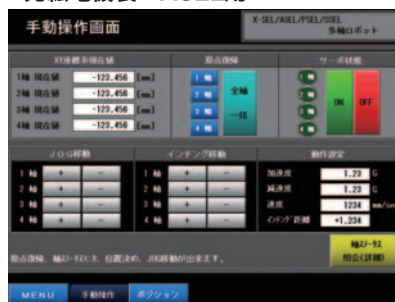 手動操作画面
X-SEL/ASEL/PSEL/SSEL
多軸ロボット
XY座標系現在値
原点復帰
サーボ状態
1軸 現在値 -123.456 [mm]
2軸 現在値 -123.456 [mm]
3軸 現在値 -123.456 [mm]
4軸 現在値 -123.456 [mm]
1 軸
2 軸
3 軸
4 軸
全軸
一括
ON
OFF
JOG移動
インチング移動
動作設定
1 軸 + −
2 軸 + −
3 軸 + −
4 軸 + −
1 軸 + −
2 軸 + −
3 軸 + −
4 軸 + −
加速度 1.23 G
減速度 1.23 G
速度 1234 mm/sec
インチング距離 +1.234
原点復帰、軸ステータス、位置決め、JOG移動が出来ます。
軸ステータス
照会(詳細)
MENU
手動操作
ポジション